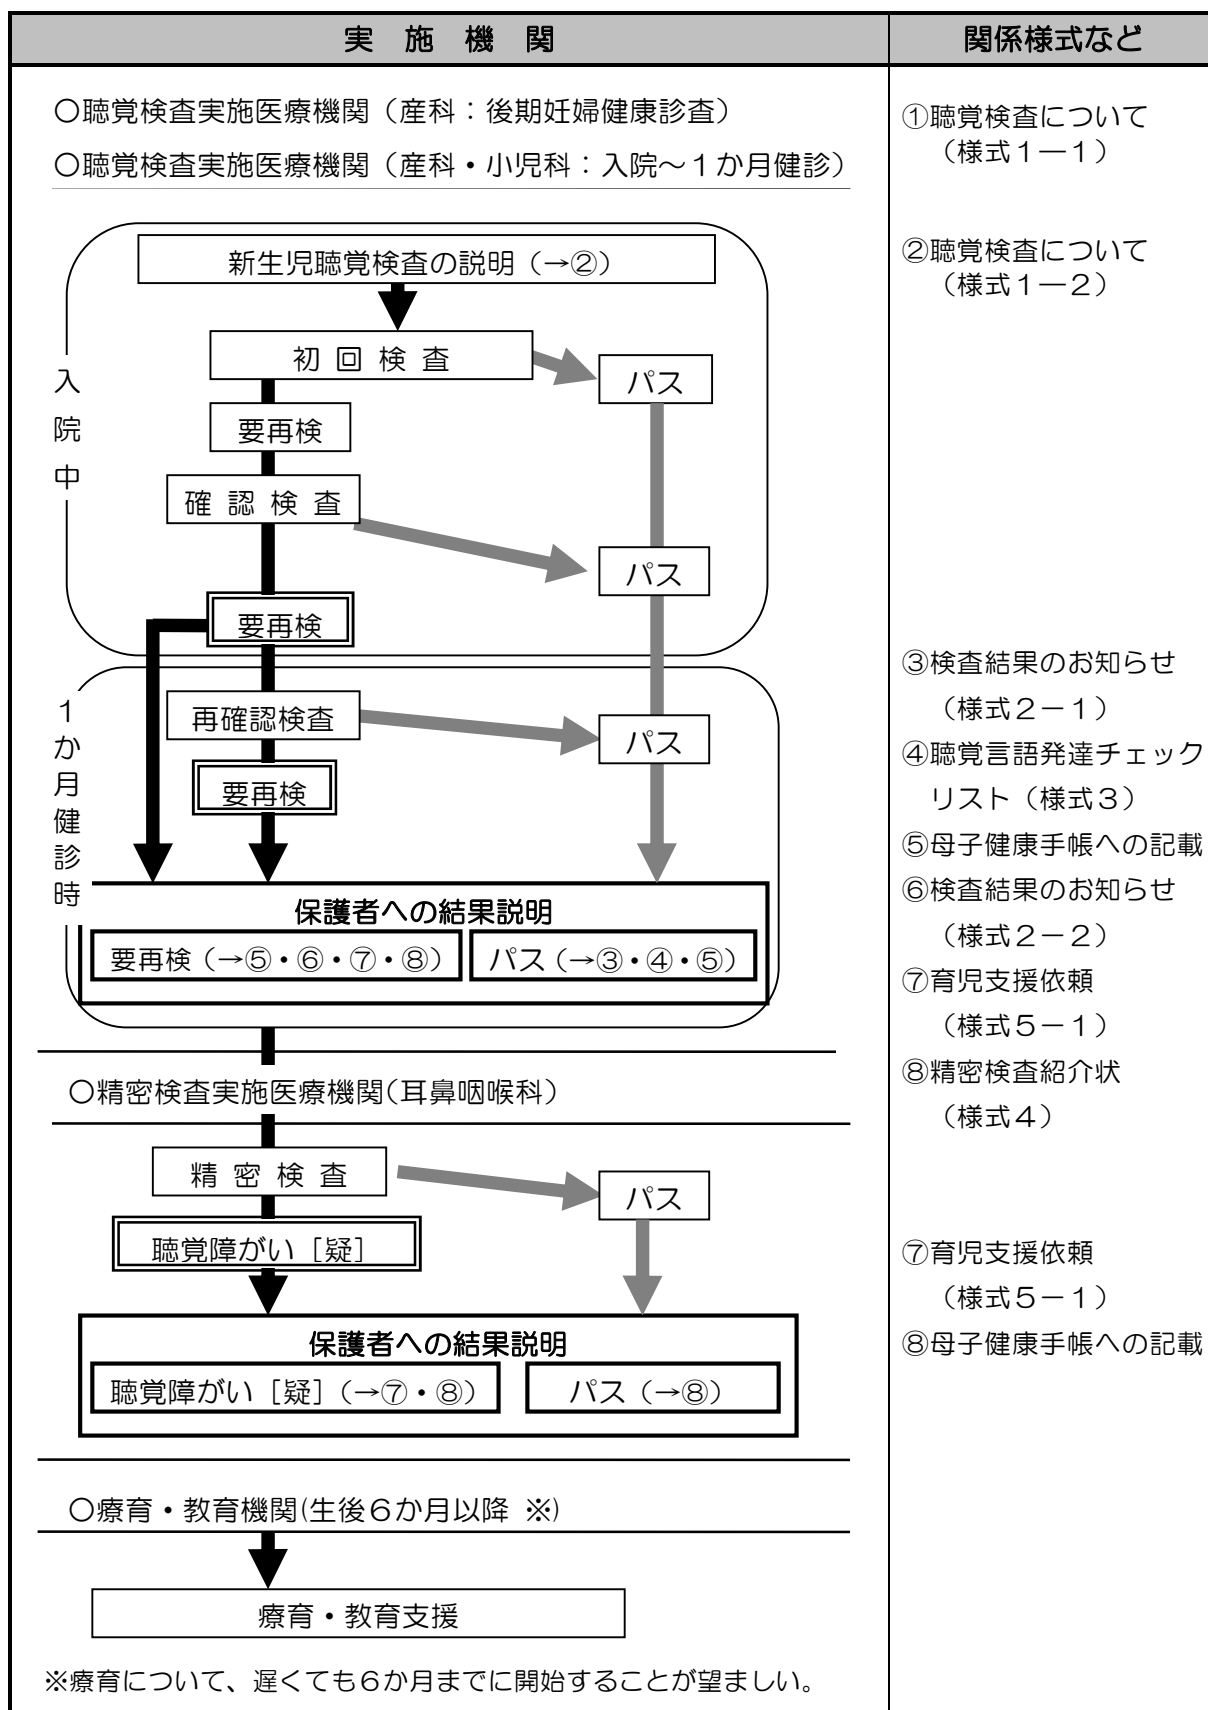 実　施　機　関
関係様式など
○聴覚検査実施医療機関（産科：後期妊婦健康診査）
○聴覚検査実施医療機関（産科・小児科：入院～１か月健診）
①聴覚検査について
（様式１―１）
②聴覚検査について
（様式１―２）
入院中
新生児聴覚検査の説明（→②）
初 回 検 査
パス
要再検
確 認 検 査
パス
要再検
１か月健診時
再確認検査
パス
要再検
保護者への結果説明
要再検（→⑤・⑥・⑦・⑧）
パス（→③・④・⑤）
③検査結果のお知らせ
（様式２－１）
④聴覚言語発達チェック
リスト（様式３）
⑤母子健康手帳への記載
⑥検査結果のお知らせ
（様式２－２）
⑦育児支援依頼
（様式５－１）
⑧精密検査紹介状
（様式４）
○精密検査実施医療機関(耳鼻咽喉科）
精 密 検 査
パス
聴覚障がい［疑］
保護者への結果説明
聴覚障がい［疑］（→⑦・⑧）
パス（→⑧）
⑦育児支援依頼
（様式５－１）
⑧母子健康手帳への記載
○療育・教育機関(生後６か月以降 ※)
療育・教育支援
※療育について、遅くても６か月までに開始することが望ましい。